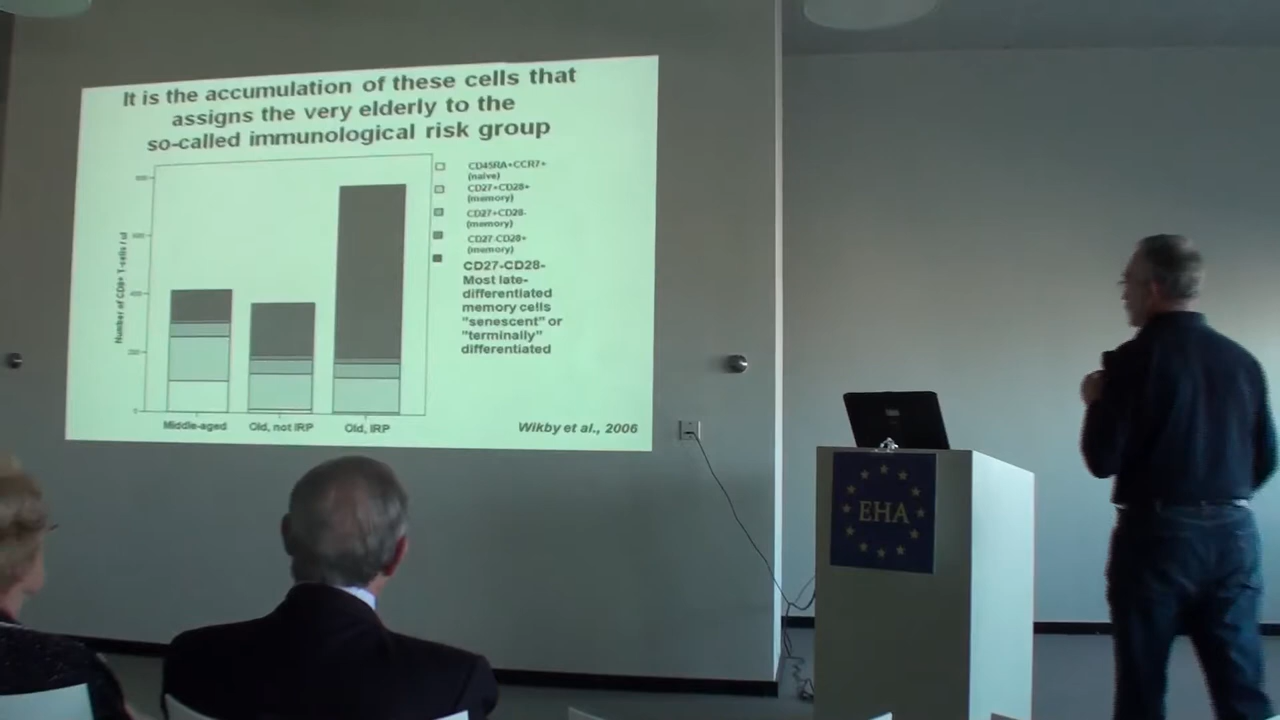 It is the accumulation of these cells that
assigns the very elderly to the
so-called immunological risk group
CD45RA+CCR7+
(naive)
CD27+CD28+
(memory)
CD27+CD28-
(memory)
CD27-CD28+
(memory)
CD27-CD28-
Most late-
differentiated
memory cells
"senescent" or
"terminally"
differentiated
Number of CD8+ T-cells / ul
0
Middle-aged
Old, not IRP
Old, IRP
Wikby et al., 2006
EHA